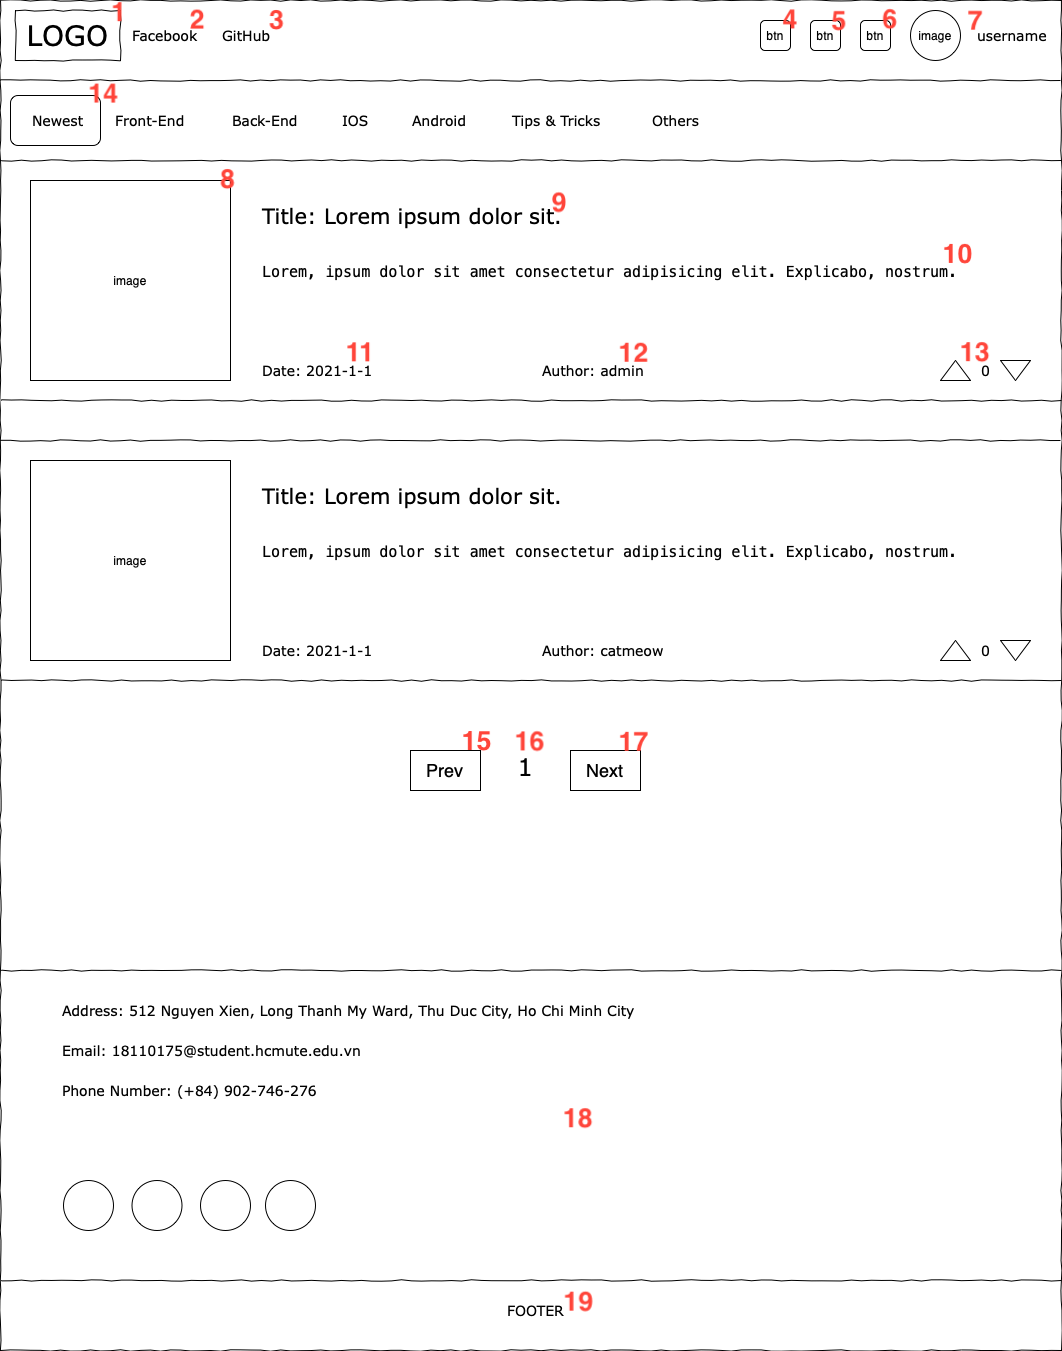 1 2 3 4 5 6 7
LOGO Facebook GitHub btn btn btn image username
14
Newest Front-End Back-End IOS Android Tips & Tricks Others
8
9
Title: Lorem ipsum dolor sit.
10
Lorem, ipsum dolor sit amet consectetur adipisicing elit. Explicabo, nostrum.
image
11 12 13
Date: 2021-1-1 Author: admin 0
Title: Lorem ipsum dolor sit.
Lorem, ipsum dolor sit amet consectetur adipisicing elit. Explicabo, nostrum.
image
Date: 2021-1-1 Author: catmeow 0
15 16 17
Prev 1 Next
Address: 512 Nguyen Xien, Long Thanh My Ward, Thu Duc City, Ho Chi Minh City
Email: 18110175@student.hcmute.edu.vn
Phone Number: (+84) 902-746-276
18
19
FOOTER